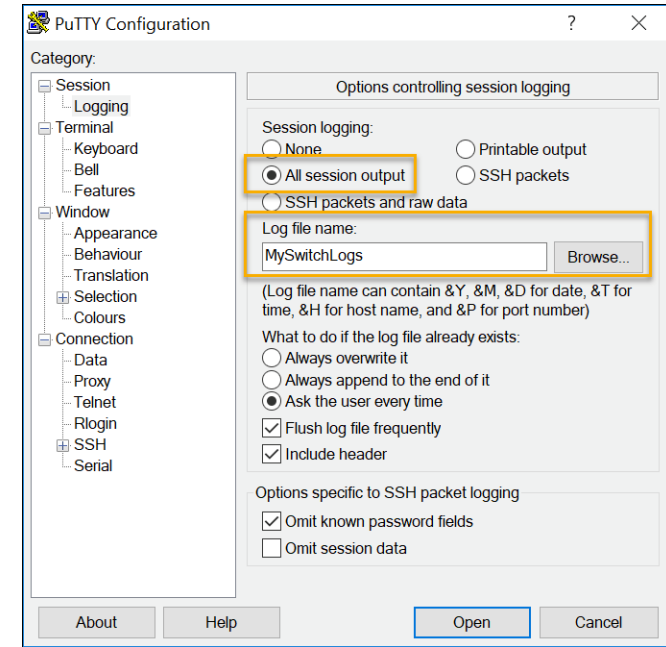 PuTTY Configuration
?
Category:
Session
Logging
Terminal
Keyboard
Bell
Features
Window
Appearance
Behaviour
Translation
Selection
Colours
Connection
Data
Proxy
Telnet
Rlogin
SSH
Serial
Options controlling session logging
Session logging:
None
Printable output
All session output
SSH packets
SSH packets and raw data
Log file name:
MySwitchLogs
Browse...
(Log file name can contain &Y, &M, &D for date, &T for
time, &H for host name, and &P for port number)
What to do if the log file already exists:
Always overwrite it
Always append to the end of it
Ask the user every time
Flush log file frequently
Include header
Options specific to SSH packet logging
Omit known password fields
Omit session data
About
Help
Open
Cancel